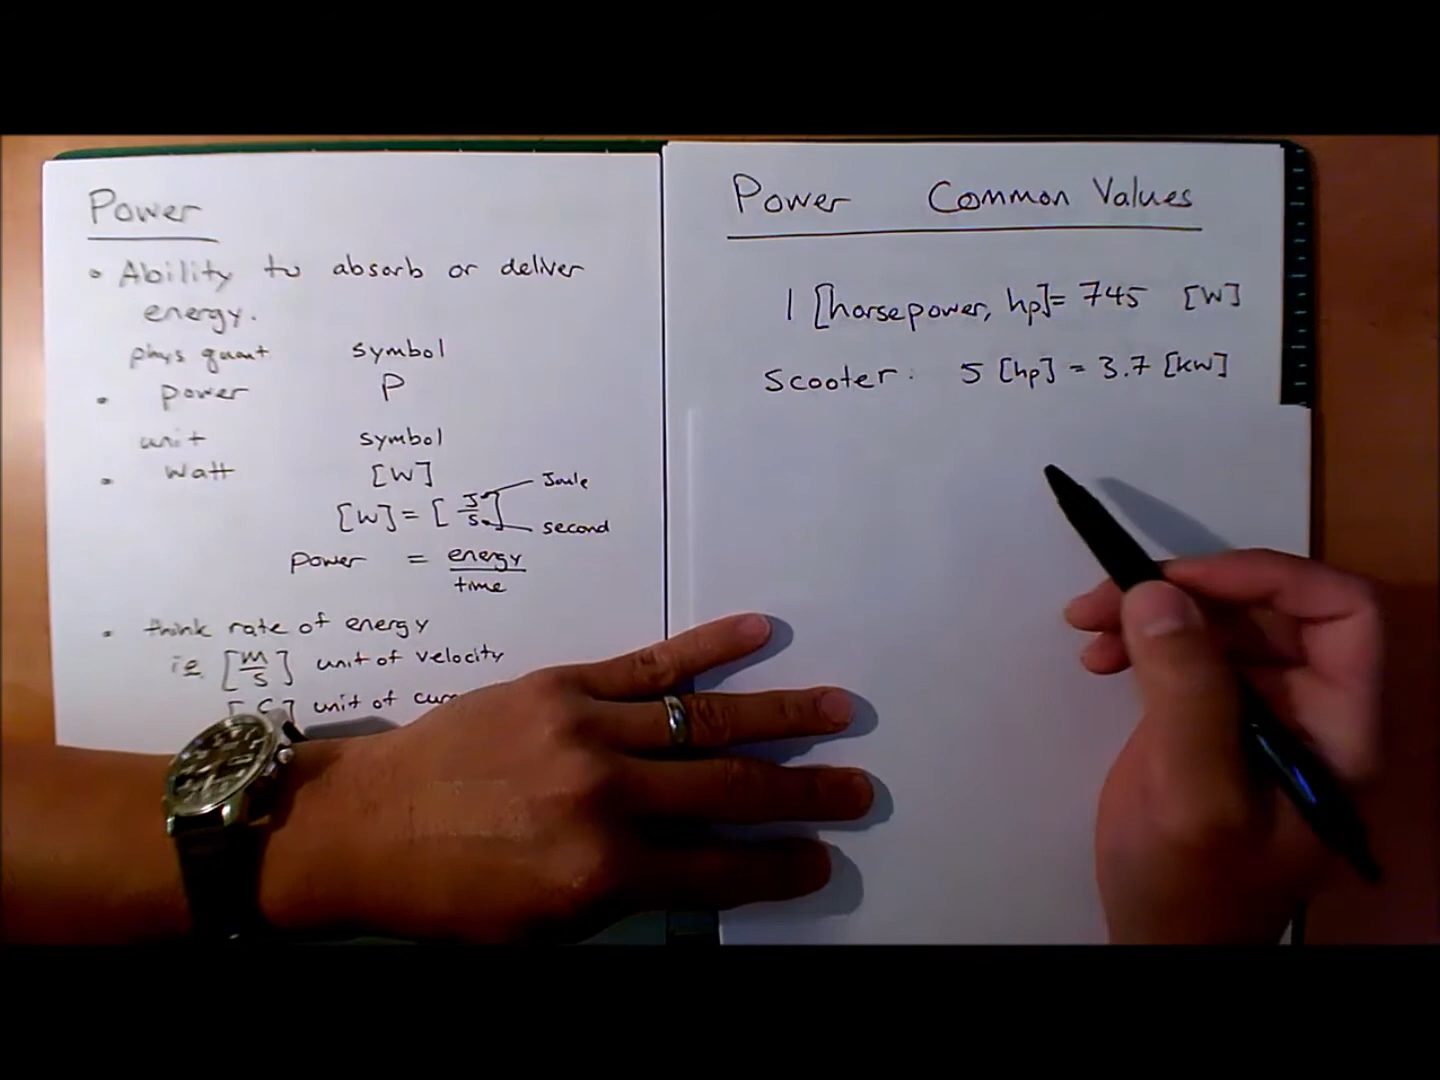 Power
• Ability to absorb or deliver
energy.
phys quant symbol
• power P
unit symbol
• Watt [W]
[W] = [J/s] Joule
second
power = energy/time
• think rate of energy
ie [m/s] unit of velocity
[C unit of
Power Common Values
1 [horsepower, hp] = 745 [W]
Scooter: 5 [hp] = 3.7 [kW]